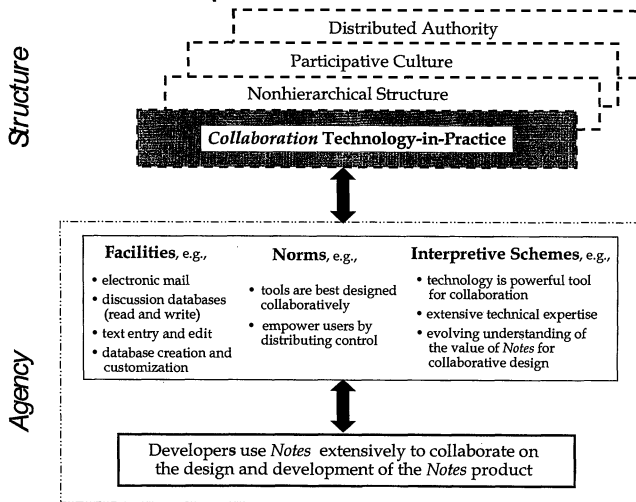 Structure
Distributed Authority
Participative Culture
Nonhierarchical Structure
Collaboration Technology-in-Practice
Agency
Facilities, e.g.,
• electronic mail
• discussion databases
(read and write)
• text entry and edit
• database creation and
customization
Norms, e.g.,
• tools are best designed
collaboratively
• empower users by
distributing control
Interpretive Schemes, e.g.,
• technology is powerful tool
for collaboration
• extensive technical expertise
• evolving understanding of
the value of Notes for
collaborative design
Developers use Notes extensively to collaborate on
the design and development of the Notes product